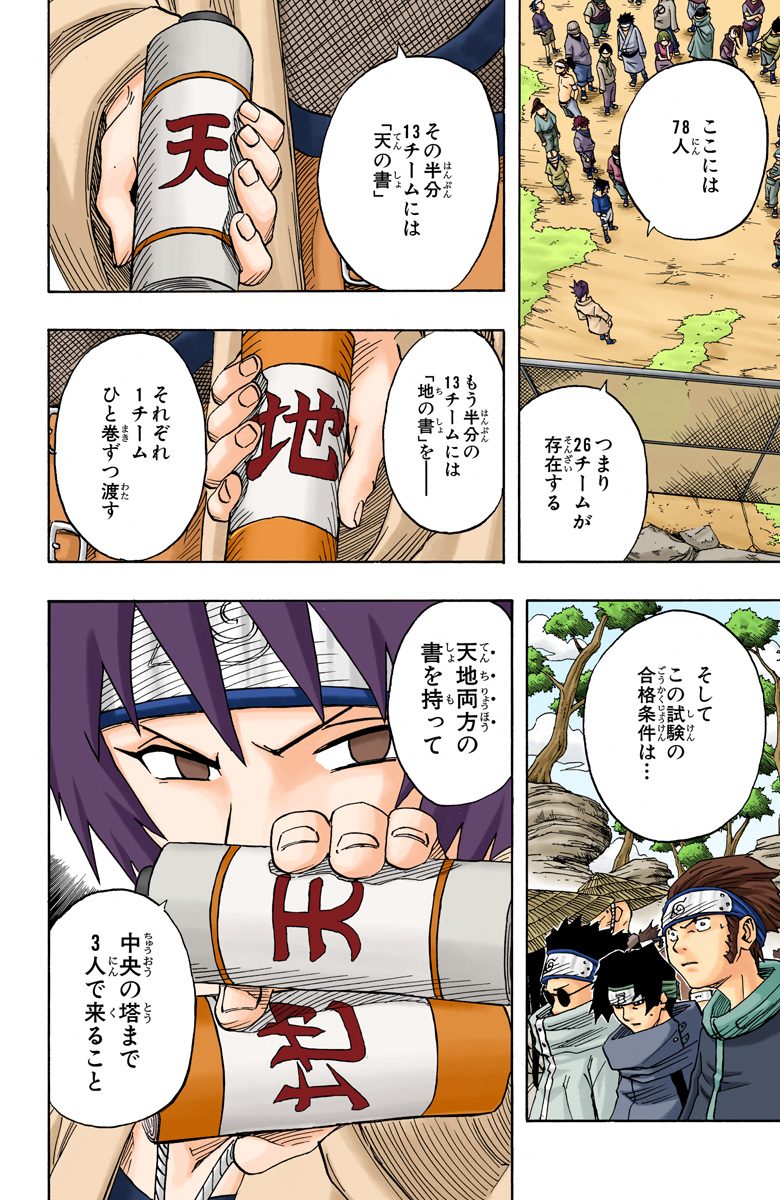 ここには
78人
つまり
26チームが
存在する
その半分
13チームには
「天の書」
天
もう半分の
13チームには
「地の書」を──
地
それぞれ
1チーム
ひと巻ずつ渡す
そして
この試験の
合格条件は…
天地両方の
書を持って
天
地
中央の塔まで
3人で来ること